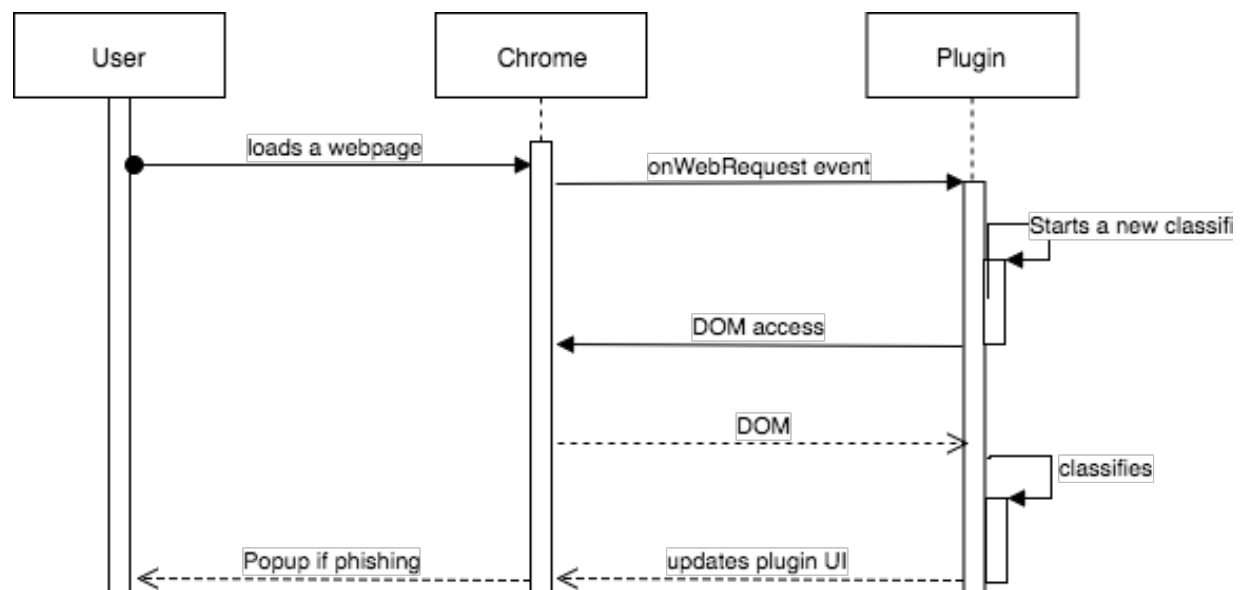 User
Chrome
Plugin
loads a webpage
onWebRequest event
Starts a new classifi
DOM access
DOM
classifies
Popup if phishing
updates plugin UI